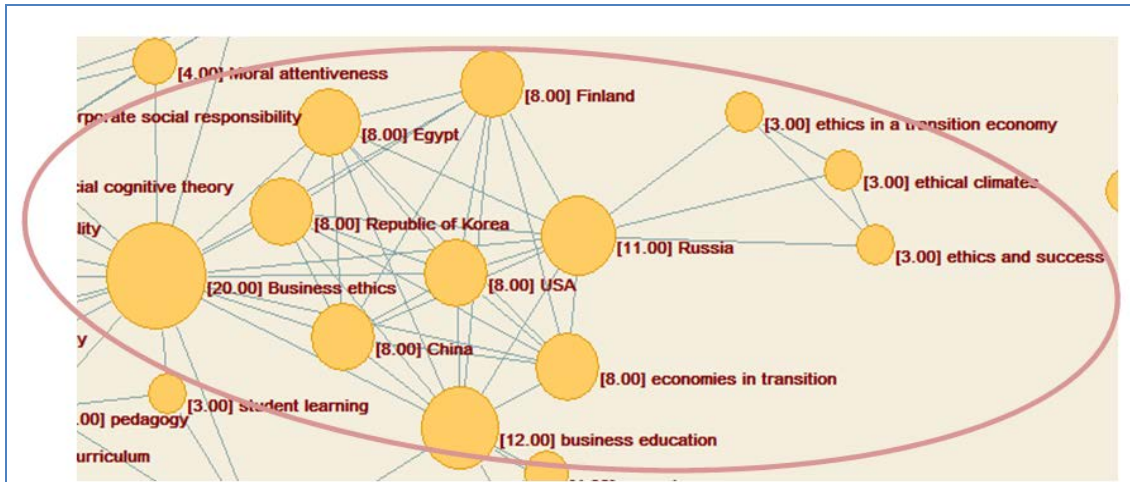 [4.00] Moral attentiveness
[8.00] Finland
rporate social responsibility
[8.00] Egypt
[3.00] ethics in a transition economy
ial cognitive theory
[3.00] ethical climates
lity
[8.00] Republic of Korea
[11.00] Russia
[3.00] ethics and success
[20.00] Business ethics
[8.00] USA
y
[8.00] China
[8.00] economies in transition
[3.00] student learning
.00] pedagogy
[12.00] business education
urriculum